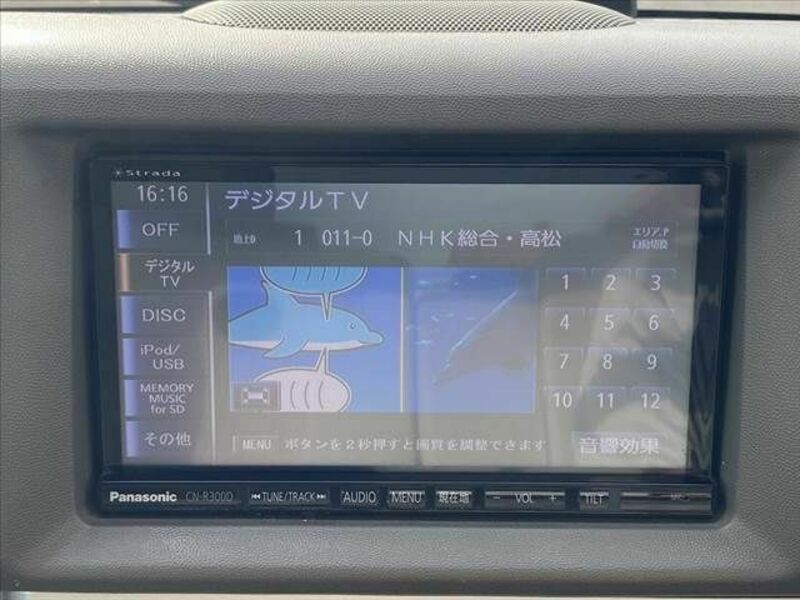 Strada
16:16
デジタルTV
OFF
地上D 1 011-0 NHK総合・高松
エリア.P
自動切換
デジタル
TV
1 2 3
DISC
4 5 6
iPod/
USB
7 8 9
MEMORY
MUSIC
for SD
10 11 12
その他
MENU ボタンを2秒押すと画質を調整できます
音響効果
Panasonic CN-R300D TUNE/TRACK AUDIO MENU 現在地 − VOL + TILT